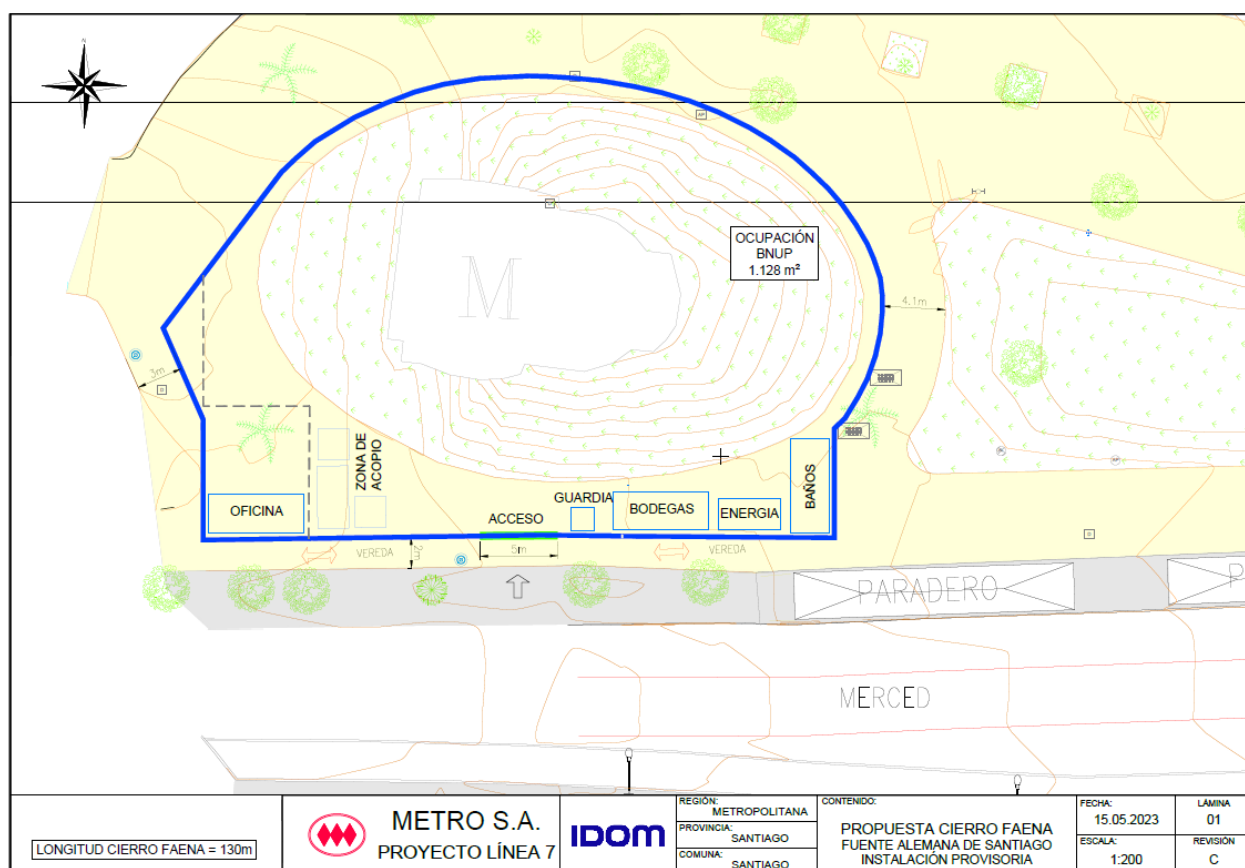 N
OCUPACIÓN
BNUP
1.128 m²
AP
M
4.1m
3m
ZONA DE
ACOPIO
OFICINA
ACCESO
GUARDIA
BODEGAS
ENERGIA
BAÑOS
VEREDA
2m
5m
VEREDA
PARADERO
P
MERCED
LONGITUD CIERRO FAENA = 130m
METRO S.A.
PROYECTO LÍNEA 7
IDOM
REGIÓN:
METROPOLITANA
PROVINCIA:
SANTIAGO
COMUNA:
SANTIAGO
CONTENIDO:
PROPUESTA CIERRO FAENA
FUENTE ALEMANA DE SANTIAGO
INSTALACIÓN PROVISORIA
FECHA:
15.05.2023
ESCALA:
1:200
LÁMINA
01
REVISIÓN
C